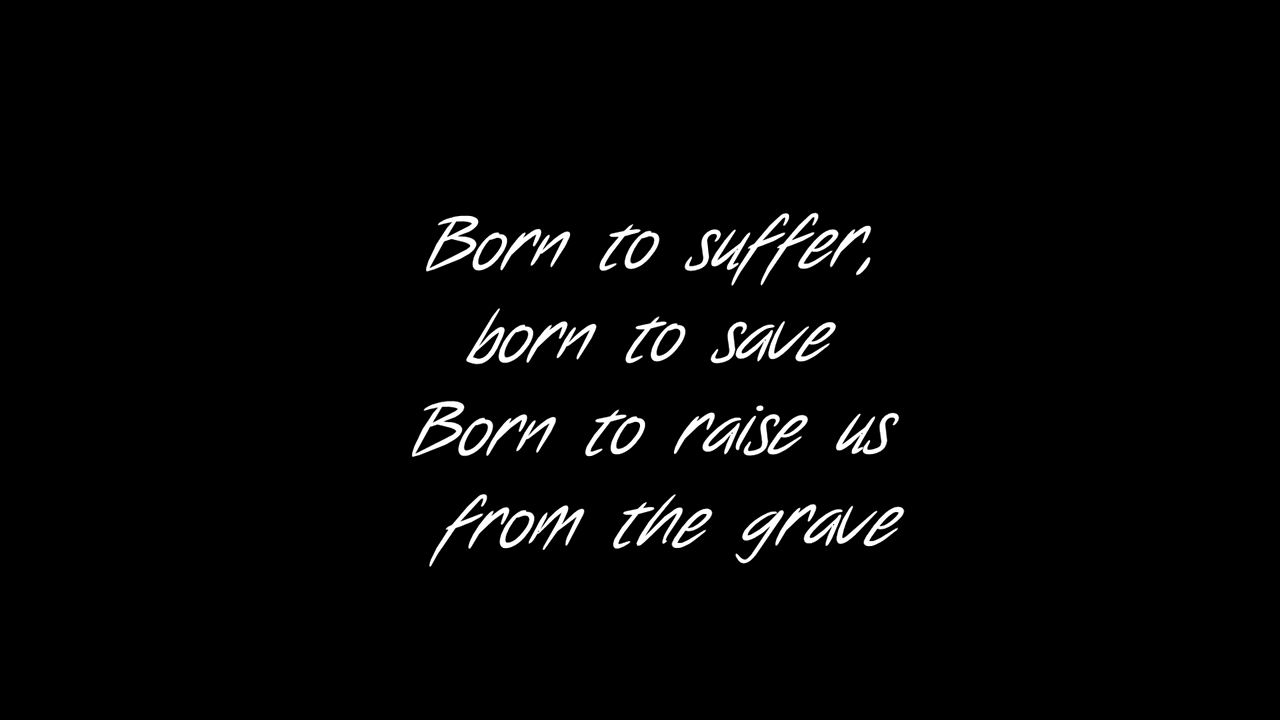 Born to suffer,
born to save
Born to raise us
from the grave